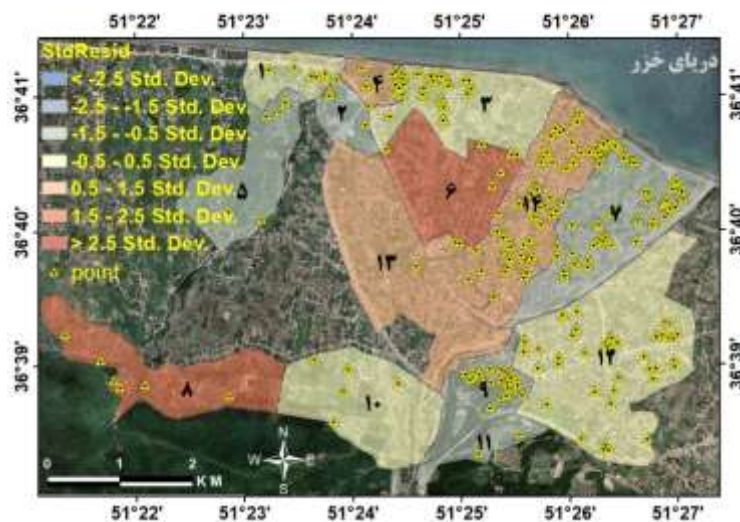 51°22' 51°23' 51°24' 51°25' 51°26' 51°27'
StdResid
< -2.5 Std. Dev.
-2.5 - -1.5 Std. Dev.
-1.5 - -0.5 Std. Dev.
-0.5 - 0.5 Std. Dev.
0.5 - 1.5 Std. Dev.
1.5 - 2.5 Std. Dev.
> 2.5 Std. Dev.
point
دریای خزر
36°41' 36°41'
۱ ۴
۲ ۳
۵ ۶ ۱۴ ۷
36°40' 36°40'
۱۳
36°39' 36°39'
۸ ۱۰ ۹ ۱۲
۱۱
N
W E
S
0 1 2
KM
51°22' 51°23' 51°24' 51°25' 51°26' 51°27'